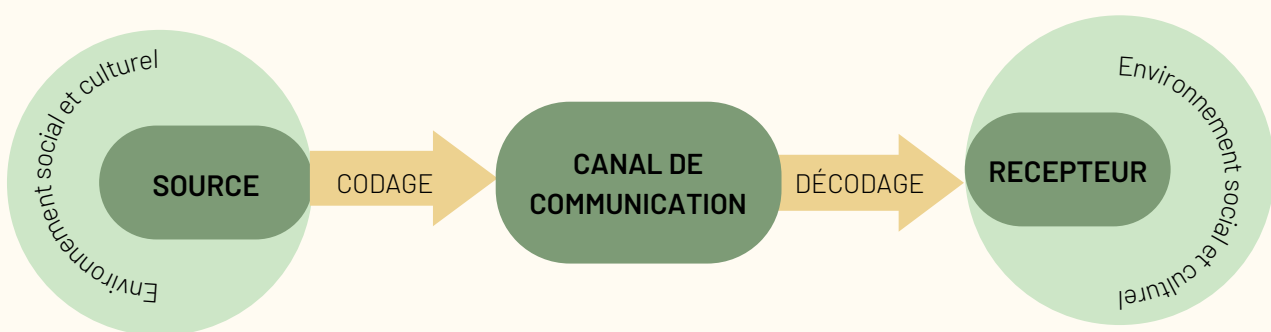 Environnement social et culturel
SOURCE
CODAGE
CANAL DE
COMMUNICATION
DÉCODAGE
RECEPTEUR
Environnement social et culturel